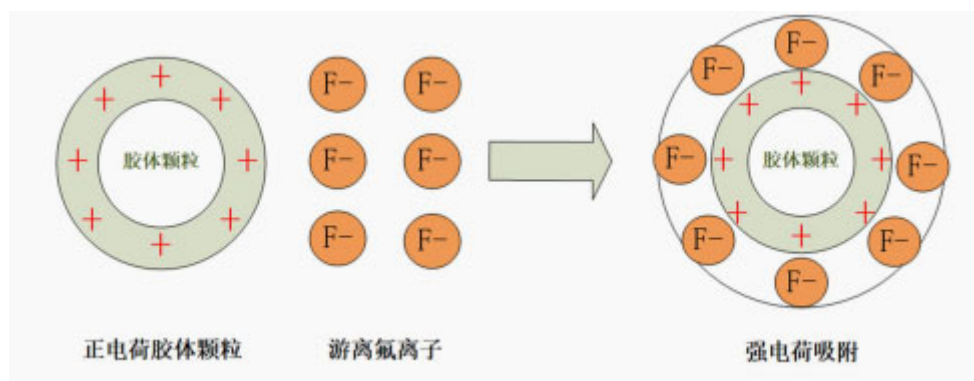 胶体颗粒
+ + + + + + + +
F- F-
F- F-
F- F-
胶体颗粒
+ + + + + + + +
F- F- F- F- F- F- F- F-
正电荷胶体颗粒
游离氟离子
强电荷吸附